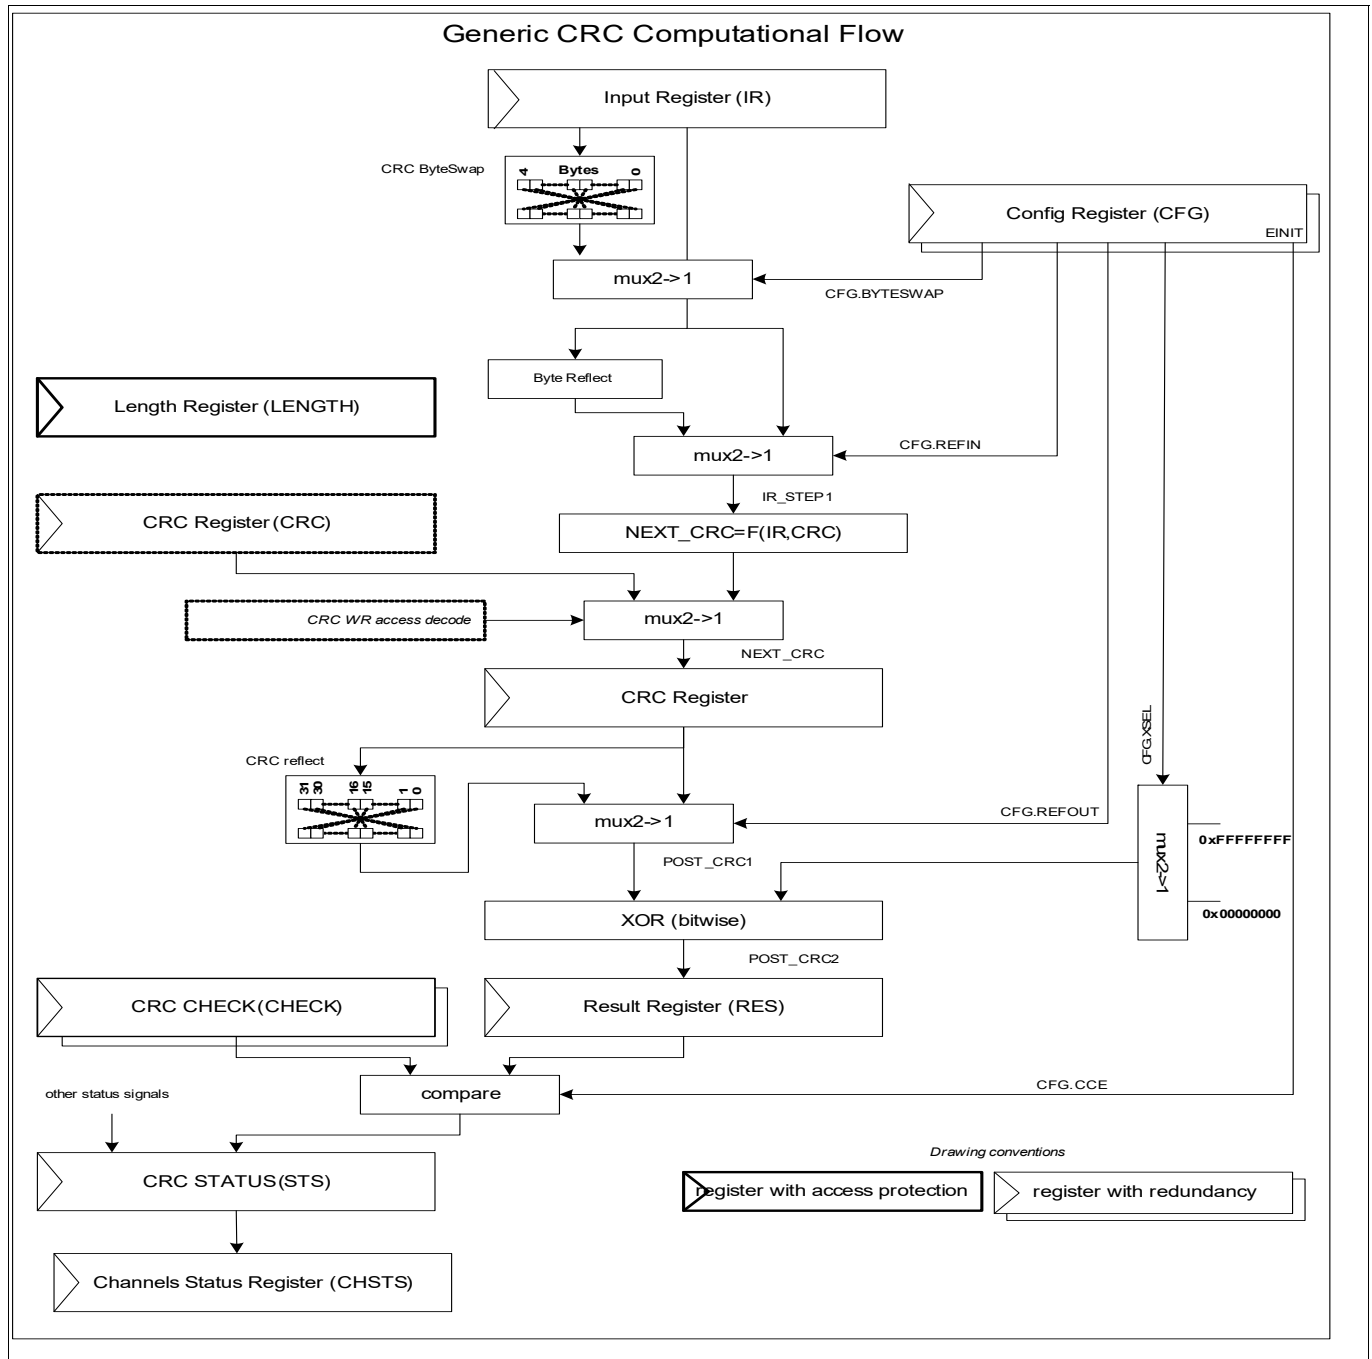 Generic CRC Computational Flow
Input Register (IR)
CRC ByteSwap
4 Bytes 0
Config Register (CFG)
EINIT
mux2->1
CFG.BYTESWAP
Byte Reflect
Length Register (LENGTH)
mux2->1
CFG.REFIN
IR_STEP1
CRC Register (CRC)
NEXT_CRC=F(IR,CRC)
CRC WR access decode
mux2->1
NEXT_CRC
CRC Register
CFG.XSEL
CRC reflect
31 30 16 15 1 0
mux2->1
CFG.REFOUT
mux2->1
0xFFFFFFFF
POST_CRC1
0x00000000
XOR (bitwise)
POST_CRC2
CRC CHECK(CHECK)
Result Register (RES)
compare
CFG.CCE
other status signals
Drawing conventions
CRC STATUS(STS)
register with access protection
register with redundancy
Channels Status Register (CHSTS)